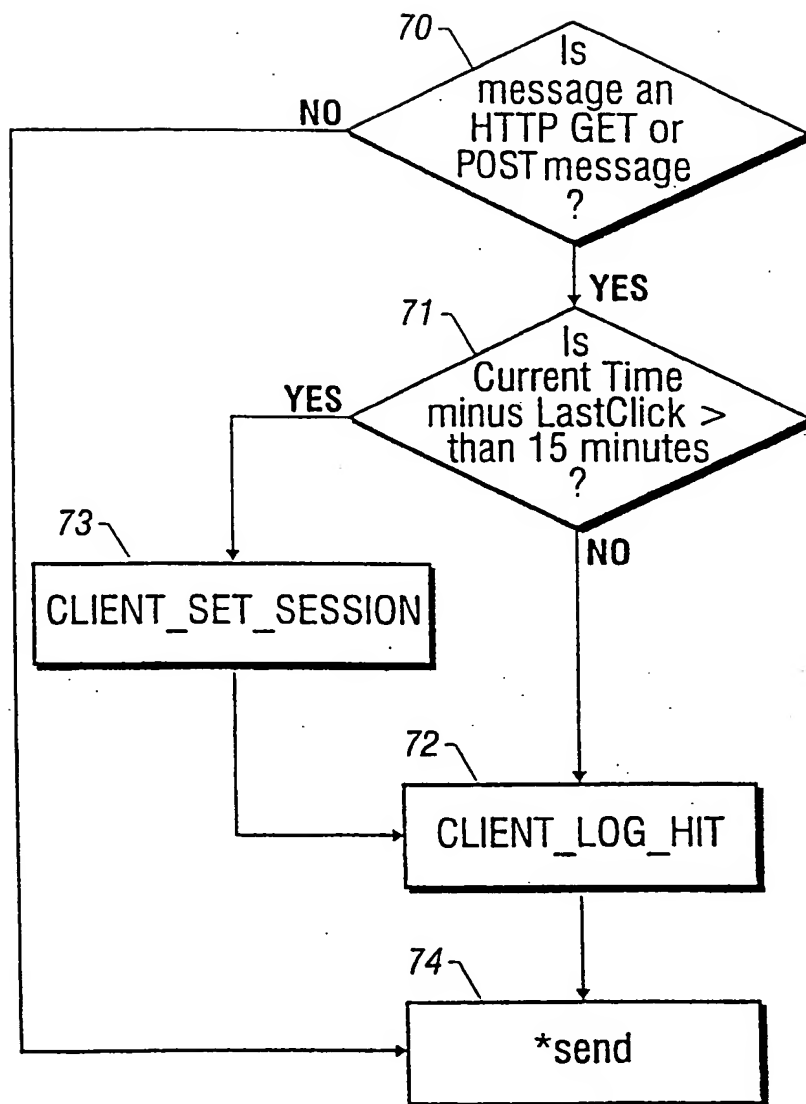 70
Is
message an
HTTP GET or
POST message
?
NO
YES
71
Is
Current Time
minus LastClick >
than 15 minutes
?
YES
NO
73
CLIENT_SET_SESSION
72
CLIENT_LOG_HIT
74
*send